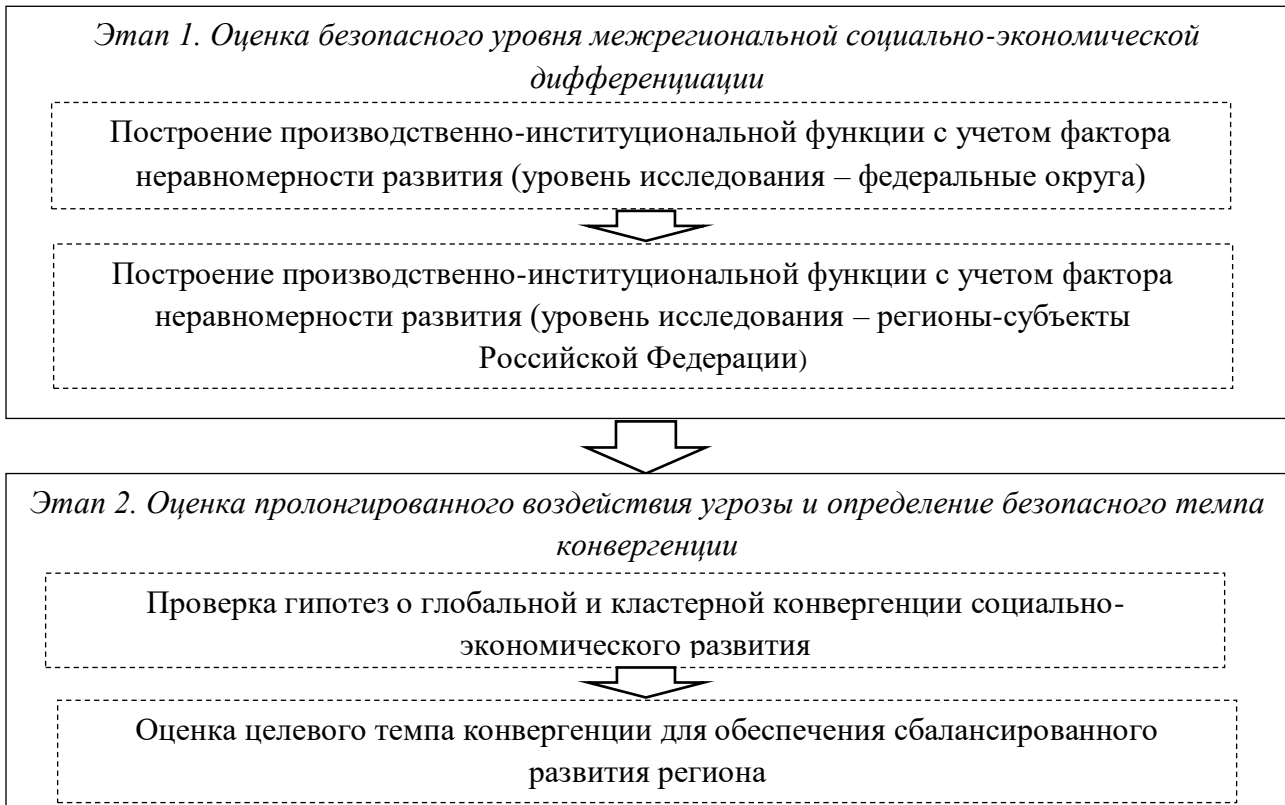 Этап 1. Оценка безопасного уровня межрегиональной социально-экономической
дифференциации
Построение производственно-институциональной функции с учетом фактора
неравномерности развития (уровень исследования – федеральные округа)
Построение производственно-институциональной функции с учетом фактора
неравномерности развития (уровень исследования – регионы-субъекты
Российской Федерации)
Этап 2. Оценка пролонгированного воздействия угрозы и определение безопасного темпа
конвергенции
Проверка гипотез о глобальной и кластерной конвергенции социально-
экономического развития
Оценка целевого темпа конвергенции для обеспечения сбалансированного
развития региона